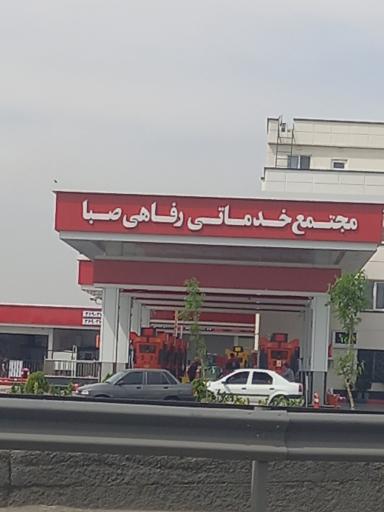 مجتمع خدماتی رفاهی صبا